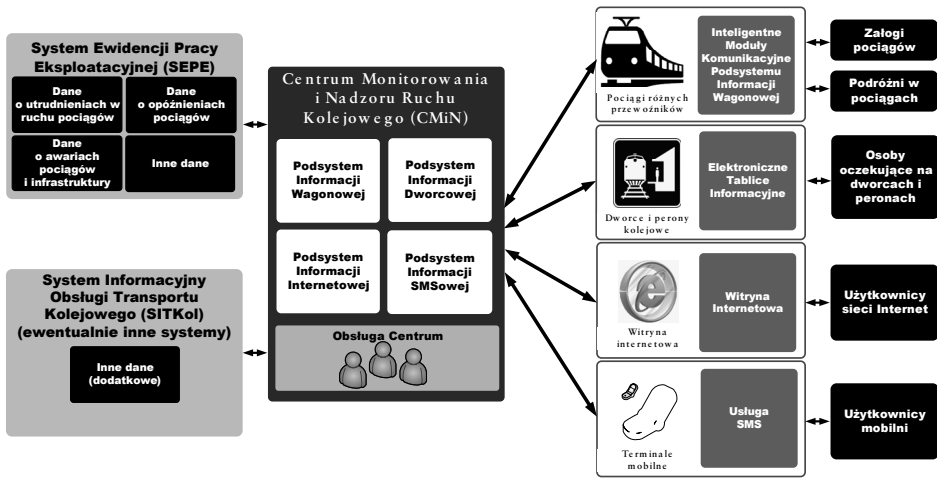 System Ewidencji Pracy
Eksploatacyjnej (SEPE)
Dane
o utrudnieniach w
ruchu pociągów
Dane
o opóźnieniach
pociągów
Dane
o awariach
pociągów
i infrastruktury
Inne dane
System Informacyjny
Obsługi Transportu
Kolejowego (SITKol)
(ewentualnie inne systemy)
Inne dane
(dodatkowe)
Centrum Monitorowania
i Nadzoru Ruchu
Kolejowego (CMiN)
Podsystem
Informacji
Wagonowej
Podsystem
Informacji
Dworcowej
Podsystem
Informacji
Internetowej
Podsystem
Informacji
SMSowej
Obsługa Centrum
Pociągi różnych
przewoźników
Inteligentne
Moduły
Komunikacyjne
Podsystemu
Informacji
Wagonowej
Załogi
pociągów
Podróżni w
pociągach
Dworce i perony
kolejowe
Elektroniczne
Tablice
Informacyjne
Osoby
oczekujące na
dworcach i
peronach
Witryna
internetowa
Witryna
Internetowa
Użytkownicy
sieci Internet
Terminale
mobilne
Usługa
SMS
Użytkownicy
mobilni